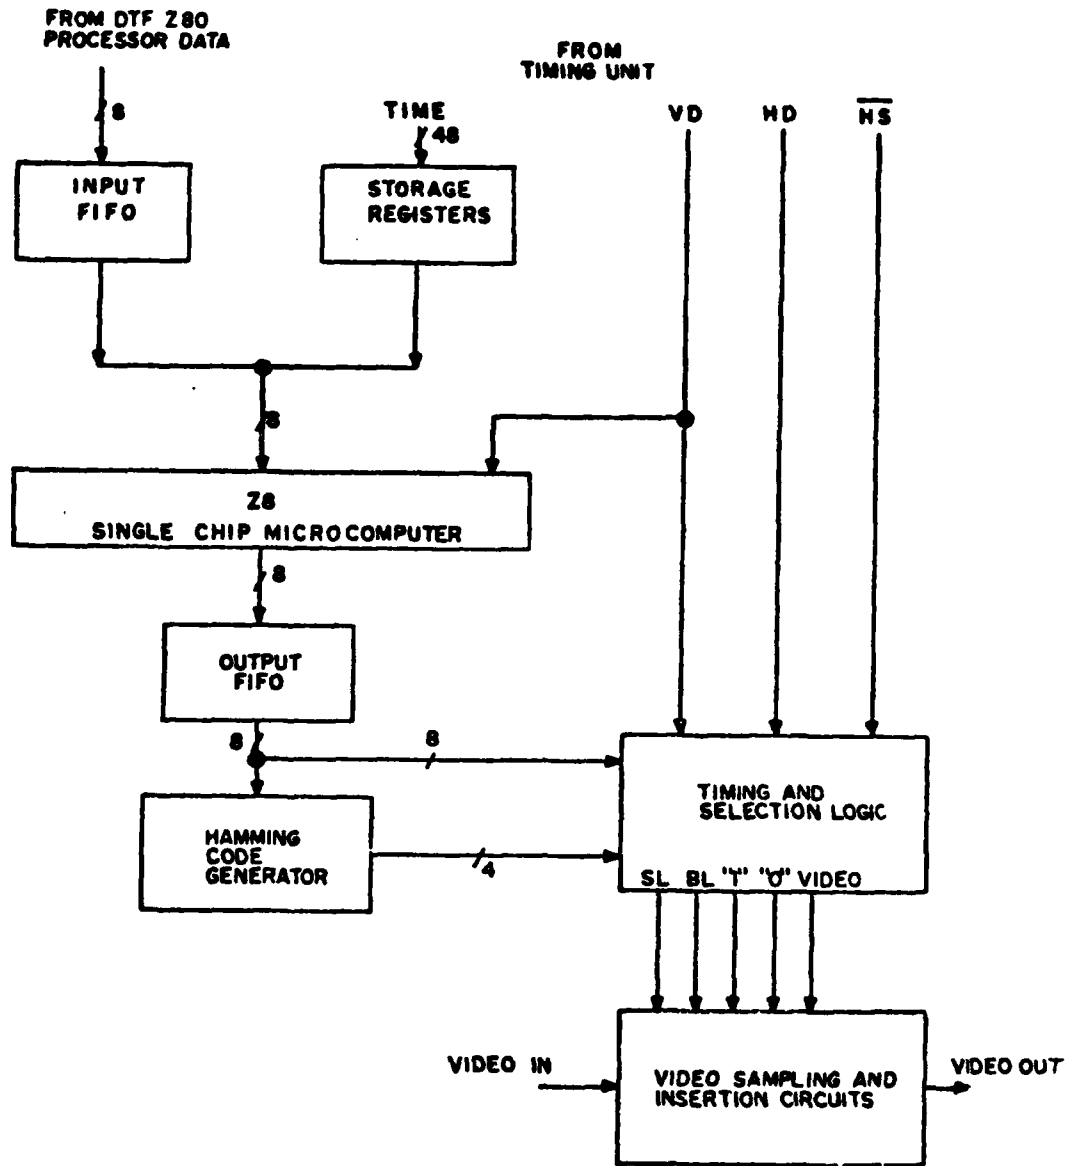 FROM DTF Z80
PROCESSOR DATA
FROM
TIMING UNIT
8
TIME
48
VD HD HS
INPUT
FIFO
STORAGE
REGISTERS
8
Z8
SINGLE CHIP MICROCOMPUTER
8
OUTPUT
FIFO
8
8
TIMING AND
SELECTION LOGIC
HAMMING
CODE
GENERATOR
4
SL BL "1" "0" VIDEO
VIDEO IN
VIDEO SAMPLING AND
INSERTION CIRCUITS
VIDEO OUT